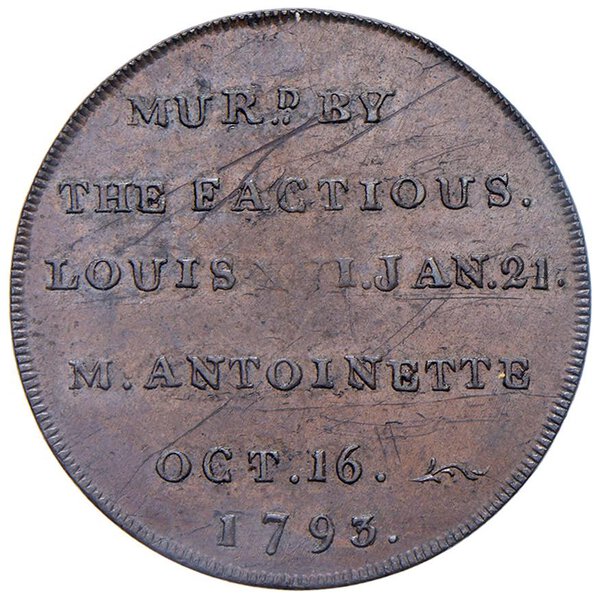 MUR.D BY
THE FACTIOUS.
LOUIS JAN.21.
M. ANTOINETTE
OCT.16.
1793.